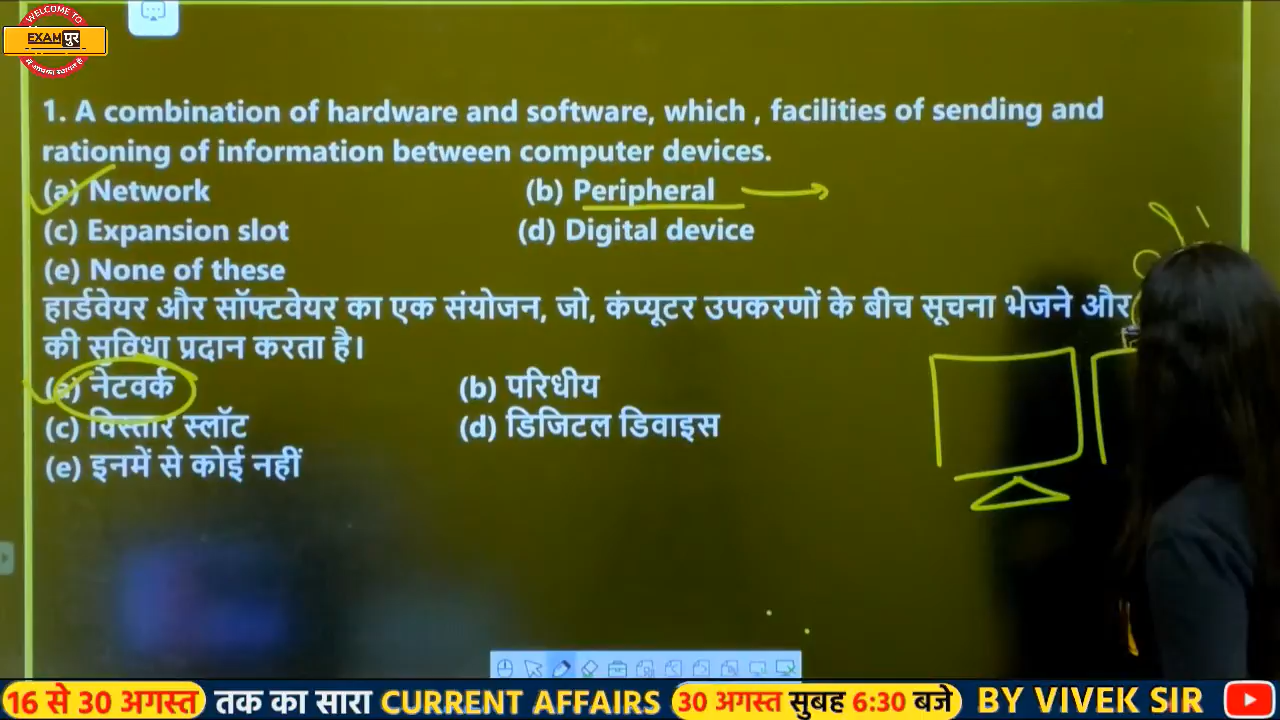 WELCOME TO
EXAMपुर
में आपका स्वागत है
1. A combination of hardware and software, which , facilities of sending and
rationing of information between computer devices.
(a) Network (b) Peripheral
(c) Expansion slot (d) Digital device
(e) None of these
हार्डवेयर और सॉफ्टवेयर का एक संयोजन, जो, कंप्यूटर उपकरणों के बीच सूचना भेजने और
की सुविधा प्रदान करता है।
(a) नेटवर्क (b) परिधीय
(c) विस्तार स्लॉट (d) डिजिटल डिवाइस
(e) इनमें से कोई नहीं
16 से 30 अगस्त तक का सारा CURRENT AFFAIRS 30 अगस्त सुबह 6:30 बजे BY VIVEK SIR